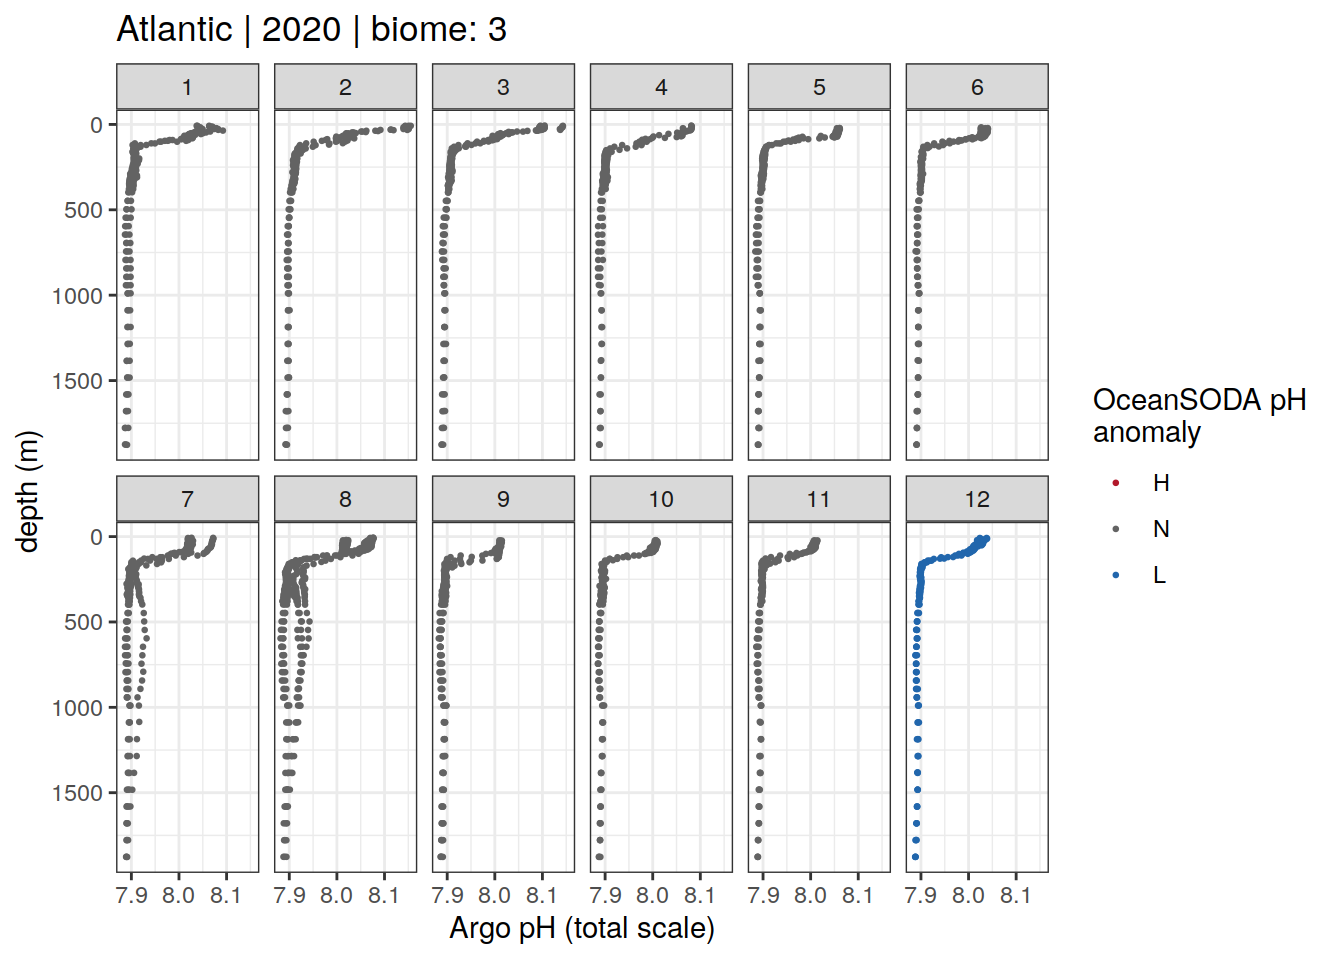 Atlantic | 2020 | biome: 3
1 2 3 4 5 6
0
500
1000
1500
7 8 9 10 11 12
0
500
1000
1500
7.9 8.0 8.1 7.9 8.0 8.1 7.9 8.0 8.1 7.9 8.0 8.1 7.9 8.0 8.1 7.9 8.0 8.1
Argo pH (total scale)
depth (m)
OceanSODA pH
anomaly
H
N
L